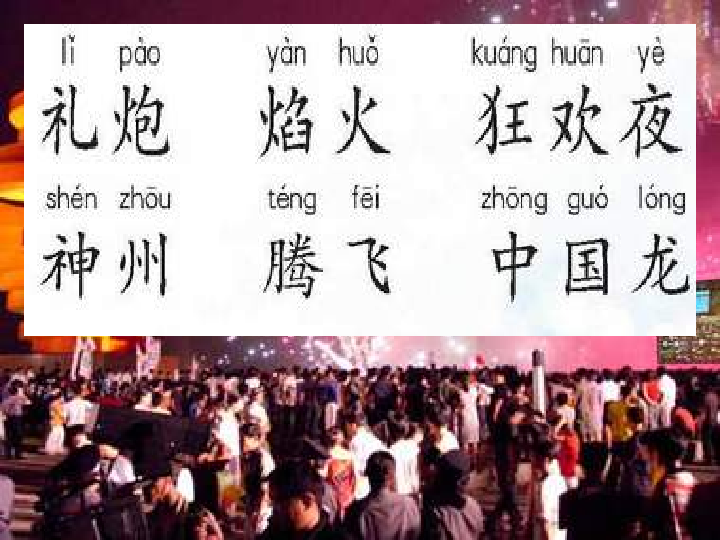 lǐ pào yàn huǒ kuáng huān yè
礼炮 焰火 狂欢夜
shén zhōu téng fēi zhōng guó lóng
神州 腾飞 中国龙